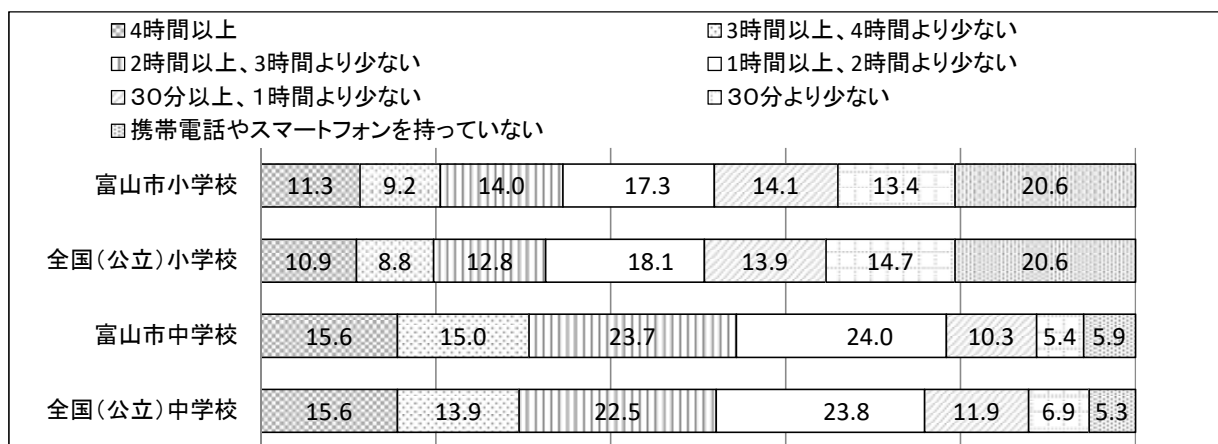 4時間以上 3時間以上、4時間より少ない
2時間以上、3時間より少ない 1時間以上、2時間より少ない
30分以上、1時間より少ない 30分より少ない
携帯電話やスマートフォンを持っていない
富山市小学校 11.3 9.2 14.0 17.3 14.1 13.4 20.6
全国(公立)小学校 10.9 8.8 12.8 18.1 13.9 14.7 20.6
富山市中学校 15.6 15.0 23.7 24.0 10.3 5.4 5.9
全国(公立)中学校 15.6 13.9 22.5 23.8 11.9 6.9 5.3